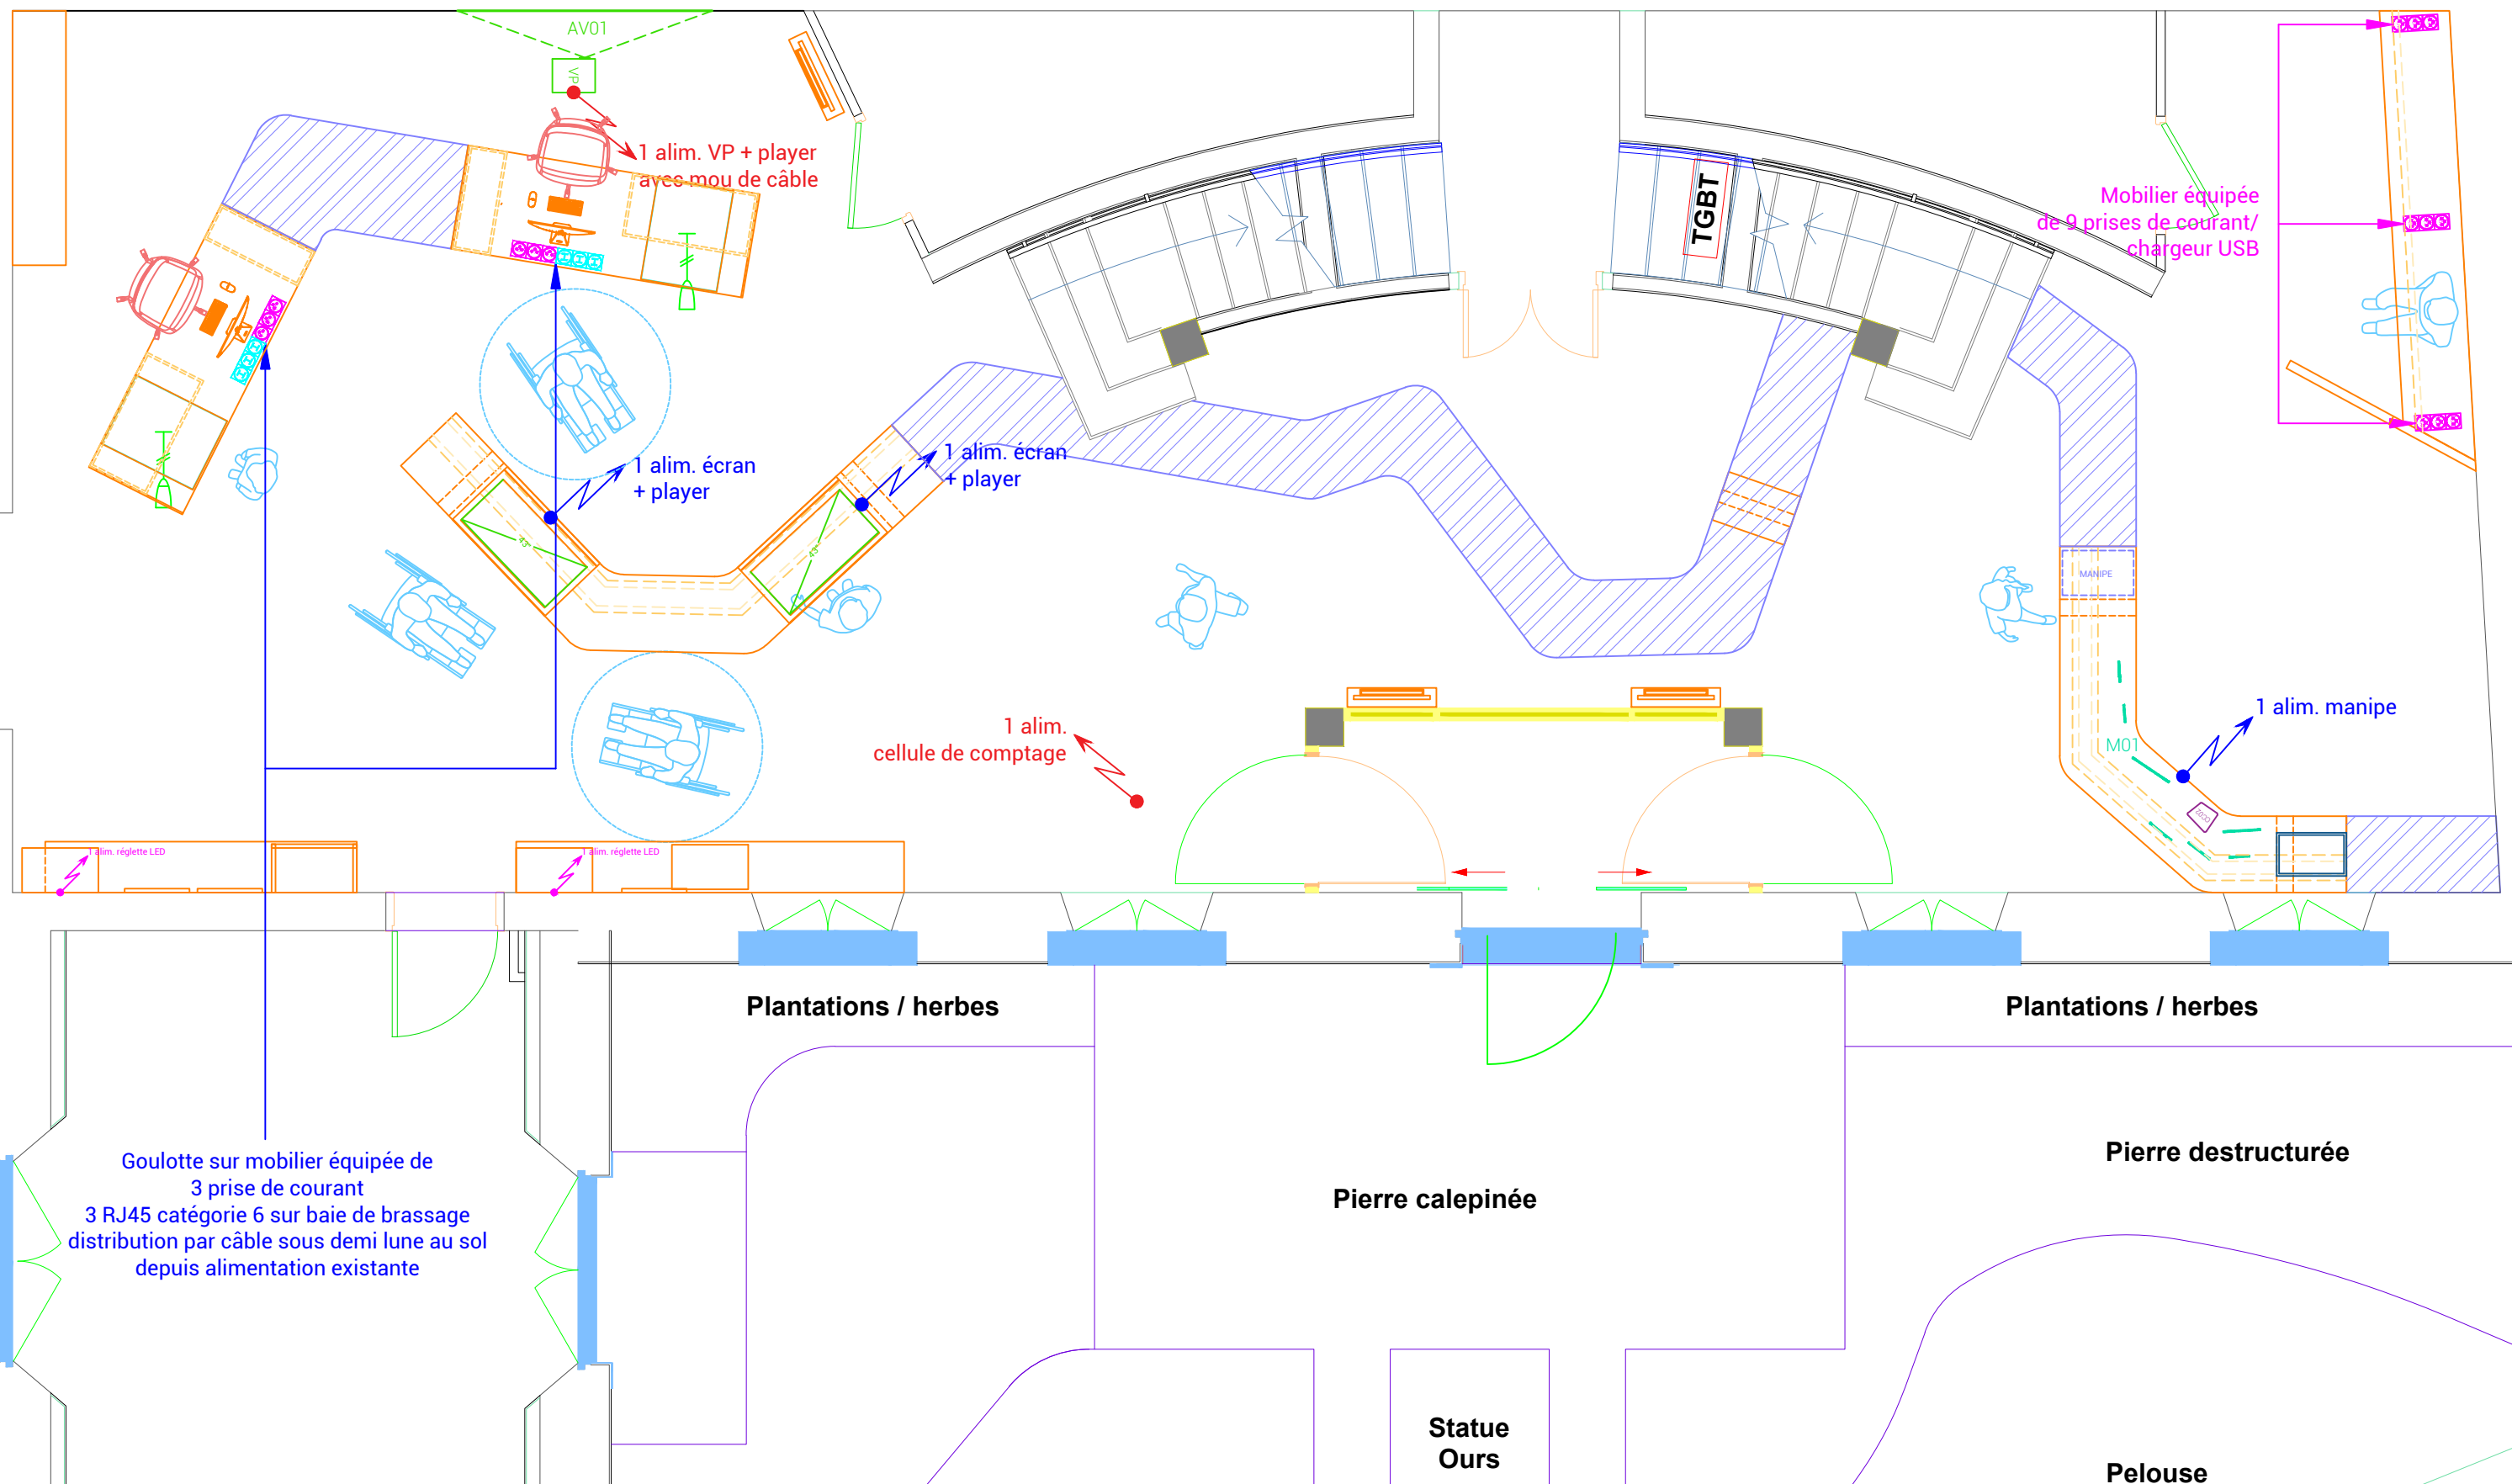 AV01
VP
1 alim. VP + player
avec mou de câble
TGBT
Mobilier équipée
de 9 prises de courant/
chargeur USB
1 alim. écran
+ player
1 alim. écran
+ player
43"
43"
MANIPE
1 alim.
cellule de comptage
1 alim. manipe
M01
1 alim. réglette LED
1 alim. réglette LED
Plantations / herbes
Plantations / herbes
Goulotte sur mobilier équipée de
3 prise de courant
3 RJ45 catégorie 6 sur baie de brassage
distribution par câble sous demi lune au sol
depuis alimentation existante
Pierre calepinée
Pierre destructurée
Statue
Ours
Pelouse